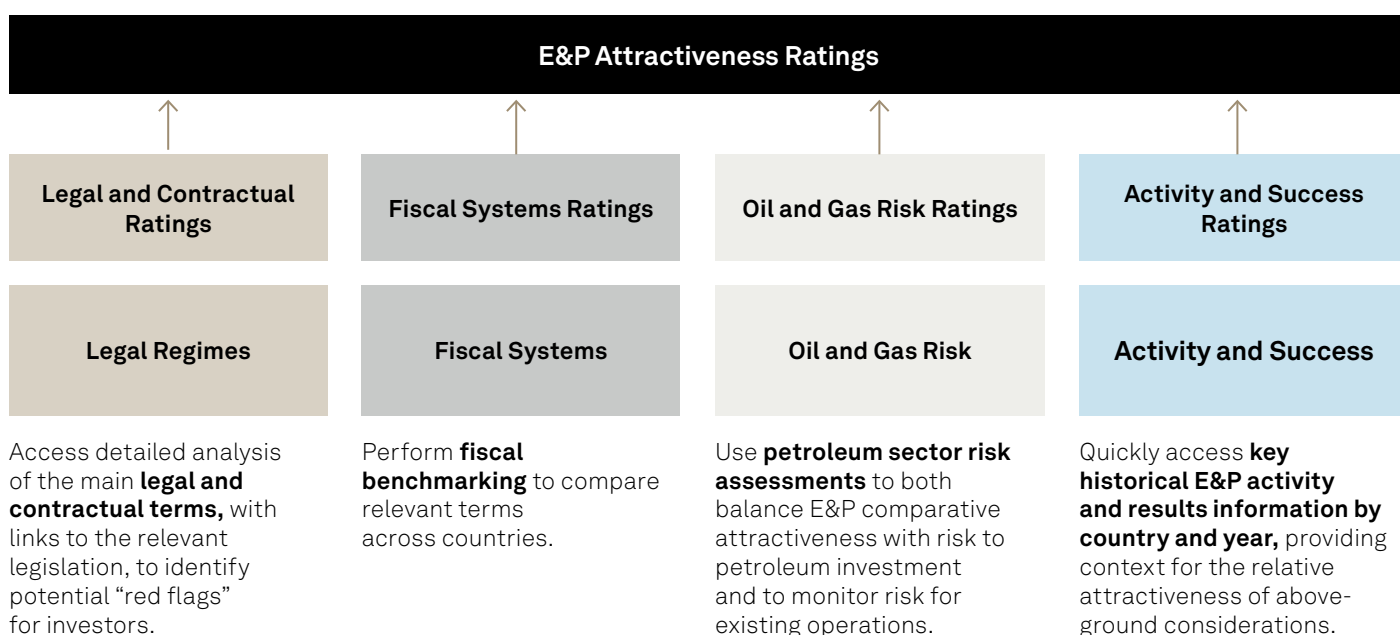 E&P Attractiveness Ratings
Legal and Contractual
Ratings
Fiscal Systems Ratings
Oil and Gas Risk Ratings
Activity and Success
Ratings
Legal Regimes
Fiscal Systems
Oil and Gas Risk
Activity and Success
Access detailed analysis
of the main legal and
contractual terms, with
links to the relevant
legislation, to identify
potential “red flags”
for investors.
Perform fiscal
benchmarking to compare
relevant terms
across countries.
Use petroleum sector risk
assessments to both
balance E&P comparative
attractiveness with risk to
petroleum investment
and to monitor risk for
existing operations.
Quickly access key
historical E&P activity
and results information by
country and year, providing
context for the relative
attractiveness of above-
ground considerations.